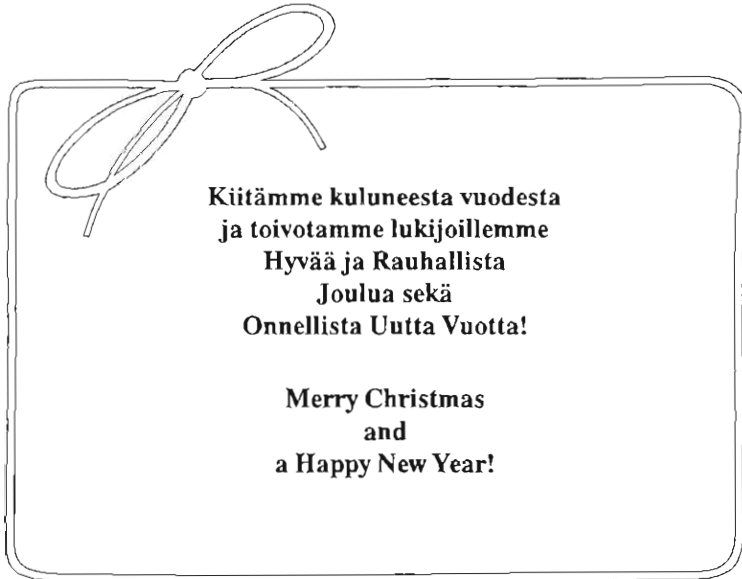 Kiitämme kuluneesta vuodesta
ja toivotamme lukijoillemme
Hyvää ja Rauhallista
Joulua sekä
Onnellista Uutta Vuotta!
Merry Christmas
and
a Happy New Year!